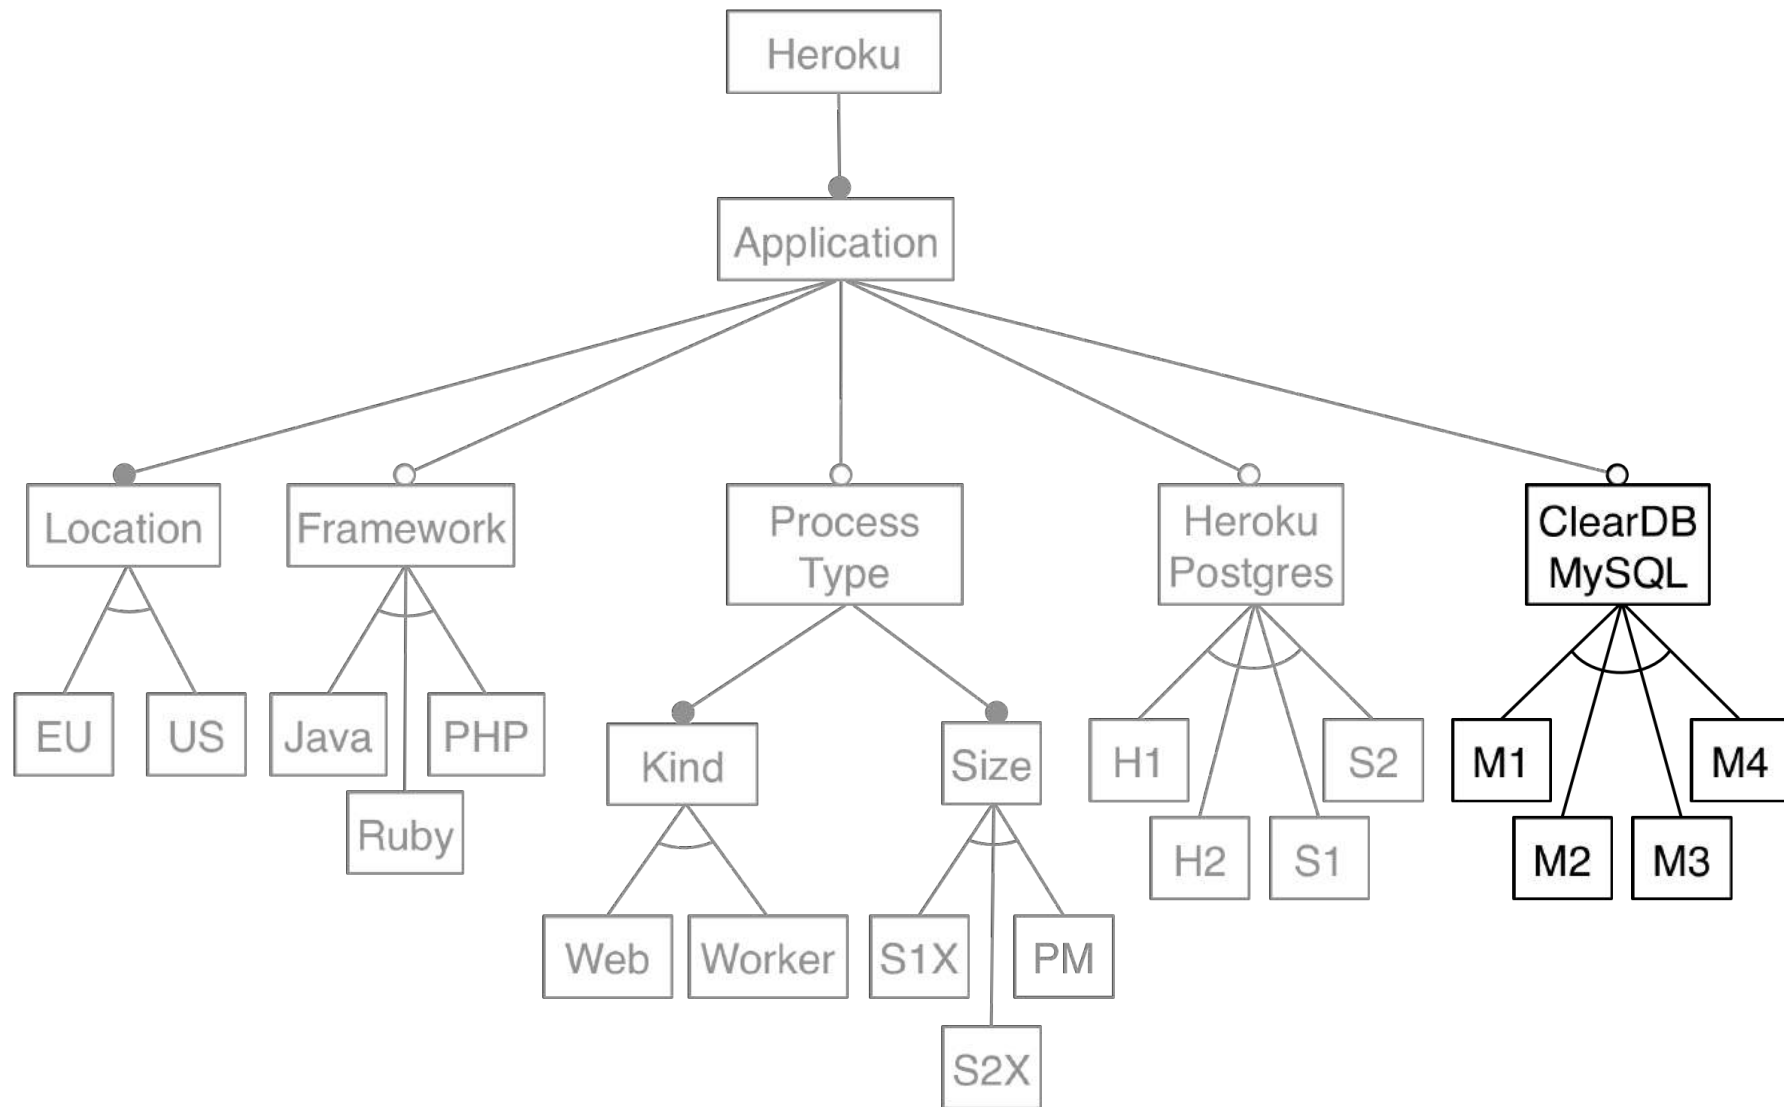 Heroku
Application
Location
Framework
Process
Type
Heroku
Postgres
ClearDB
MySQL
EU
US
Java
PHP
Ruby
Kind
Size
H1
S2
H2
S1
M1
M4
M2
M3
Web
Worker
S1X
PM
S2X